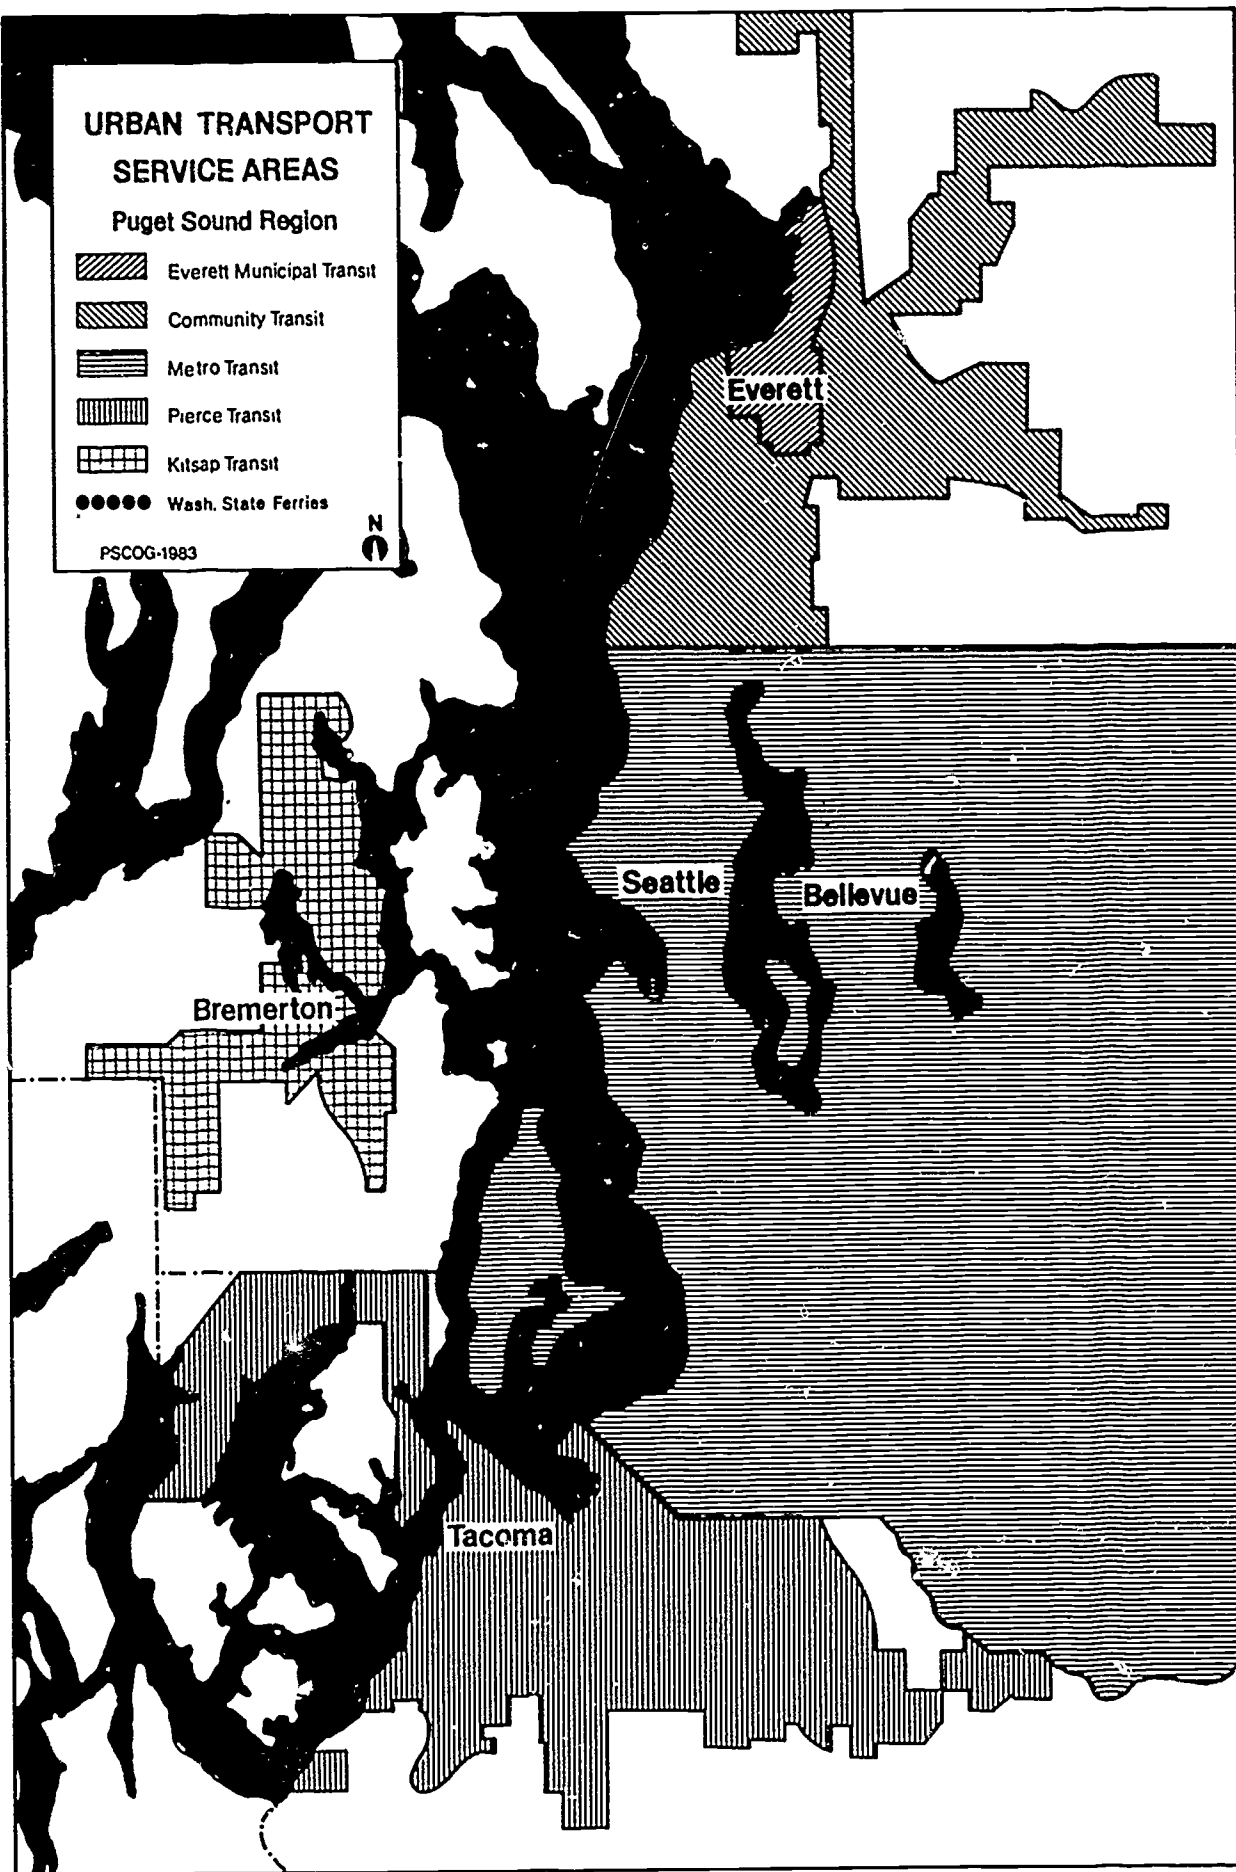 URBAN TRANSPORT
SERVICE AREAS
Puget Sound Region
Everett Municipal Transit
Community Transit
Metro Transit
Pierce Transit
Kitsap Transit
Wash. State Ferries
N
PSCOG-1983
Everett
Seattle
Bellevue
Bremerton
Tacoma